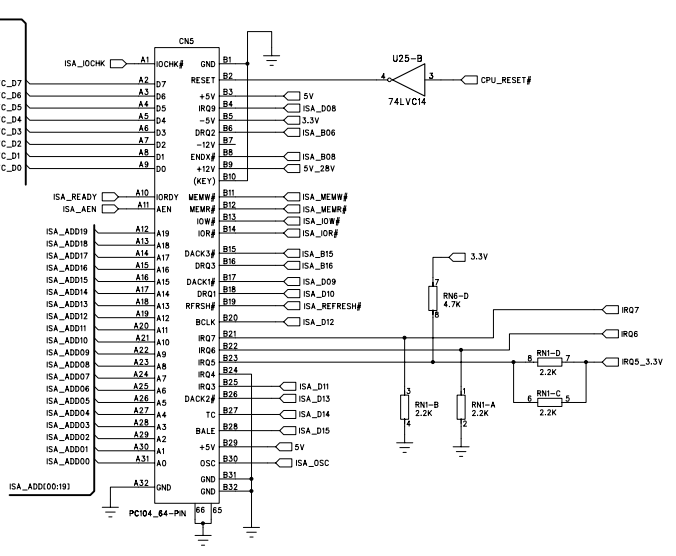 CN5
ISA_IOCHK A1 IOCHK# GND B1
RESET B2 4 U25-B 3 CPU_RESET#
74LVC14
C_D7 A2 D7 +5V B3 5V
C_D6 A3 D6 IRQ9 B4 ISA_D08
C_D5 A4 D5 -5V B5 3.3V
C_D4 A5 D4 DRQ2 B6 ISA_B06
C_D3 A6 D3 -12V B7
C_D2 A7 D2 ENDX# B8 ISA_B08
C_D1 A8 D1 +12V B9 5V_28V
C_D0 A9 D0 (KEY) B10
ISA_READY A10 IORDY MEMW# B11 ISA_MEMW#
ISA_AEN A11 AEN MEMR# B12 ISA_MEMR#
IOW# B13 ISA_IOW#
IOR# B14 ISA_IOR#
ISA_ADD19 A12 A19
ISA_ADD18 A13 A18
ISA_ADD17 A14 A17 DACK3# B15 ISA_B15
ISA_ADD16 A15 A16 DRQ3 B16 ISA_B16
ISA_ADD15 A16 A15 DACK1# B17 ISA_D09
ISA_ADD14 A17 A14 DRQ1 B18 ISA_D10
ISA_ADD13 A18 A13 RFRSH# B19 ISA_REFRESH#
ISA_ADD12 A19 A12 BCLK B20 ISA_D12
ISA_ADD11 A20 A11 IRQ7 B21 IRQ7
ISA_ADD10 A21 A10 IRQ6 B22 IRQ6
ISA_ADD09 A22 A9 IRQ5 B23 IRQ5_3.3V
ISA_ADD08 A23 A8 IRQ4 B24
ISA_ADD07 A24 A7 IRQ3 B25 ISA_D11
ISA_ADD06 A25 A6 DACK2# B26 ISA_D13
ISA_ADD05 A26 A5
ISA_ADD04 A27 A4 TC B27 ISA_D14
ISA_ADD03 A28 A3 BALE B28 ISA_D15
ISA_ADD02 A29 A2
ISA_ADD01 A30 A1 +5V B29 5V
ISA_ADD00 A31 A0 OSC B30 ISA_OSC
GND B31
ISA_ADD[00:19] A32 GND GND B32
PC104_64-PIN 66 65
3.3V
7 RN6-D 4.7K 8
8 RN1-D 7 2.2K
6 RN1-C 5 2.2K
3 RN1-B 2.2K 4
1 RN1-A 2.2K 2